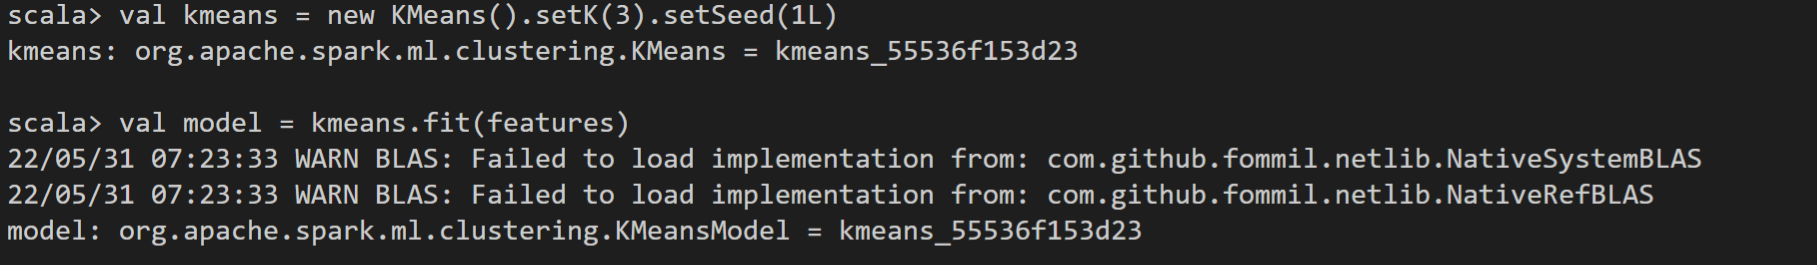 scala> val kmeans = new KMeans().setK(3).setSeed(1L)
kmeans: org.apache.spark.ml.clustering.KMeans = kmeans_55536f153d23
scala> val model = kmeans.fit(features)
22/05/31 07:23:33 WARN BLAS: Failed to load implementation from: com.github.fommil.netlib.NativeSystemBLAS
22/05/31 07:23:33 WARN BLAS: Failed to load implementation from: com.github.fommil.netlib.NativeRefBLAS
model: org.apache.spark.ml.clustering.KMeansModel = kmeans_55536f153d23